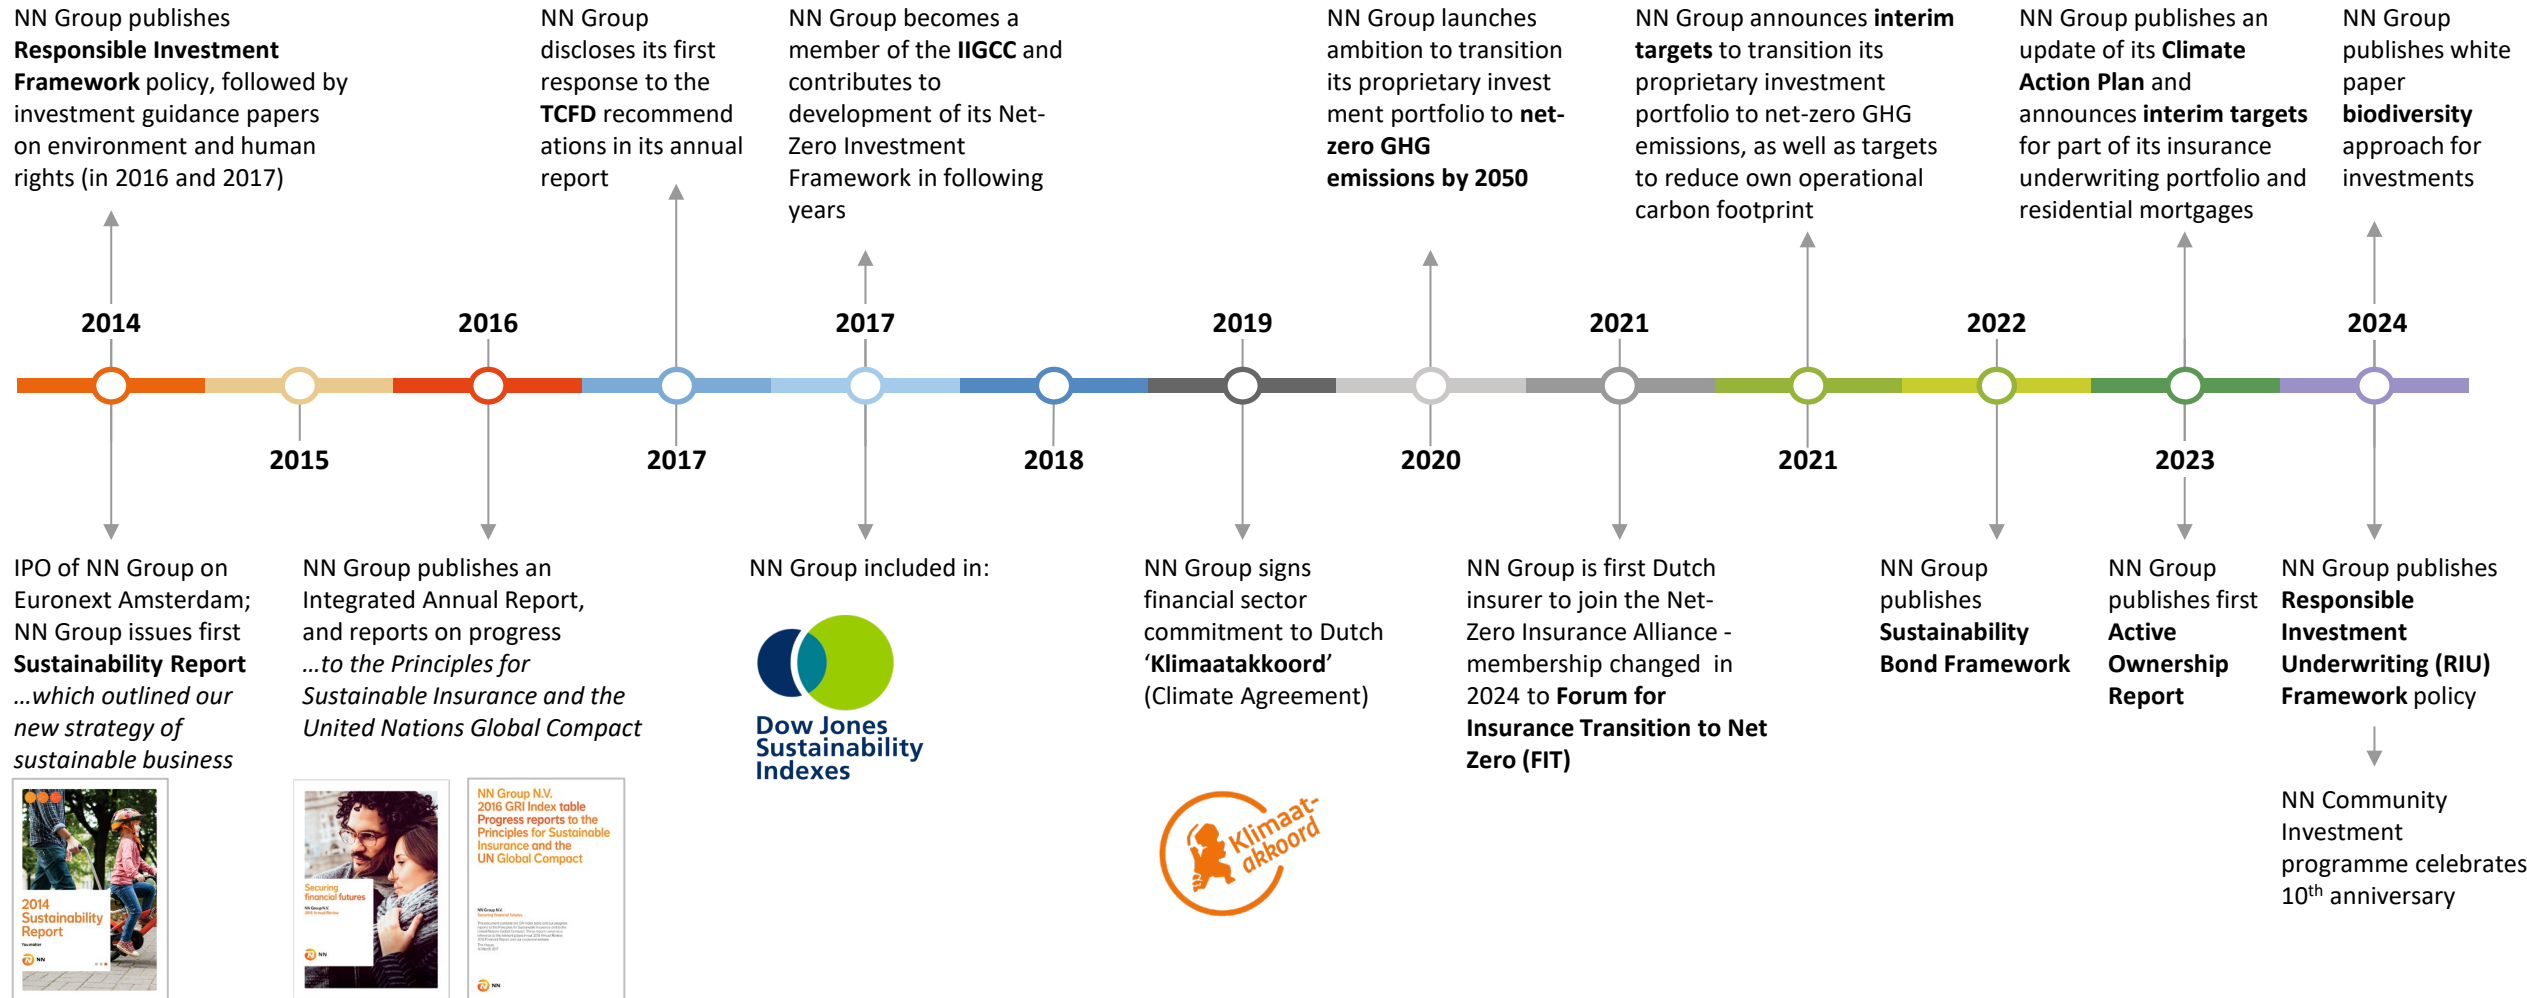 NN Group publishes
Responsible Investment
Framework policy, followed by
investment guidance papers
on environment and human
rights (in 2016 and 2017)
NN Group
discloses its first
response to the
TCFD recommend
ations in its annual
report
NN Group becomes a
member of the IIGCC and
contributes to
development of its Net-
Zero Investment
Framework in following
years
NN Group launches
ambition to transition
its proprietary invest
ment portfolio to net-
zero GHG
emissions by 2050
NN Group announces interim
targets to transition its
proprietary investment
portfolio to net-zero GHG
emissions, as well as targets
to reduce own operational
carbon footprint
NN Group publishes an
update of its Climate
Action Plan and
announces interim targets
for part of its insurance
underwriting portfolio and
residential mortgages
NN Group
publishes white
paper
biodiversity
approach for
investments
2014
2016
2017
2019
2021
2022
2024
2015
2017
2018
2020
2021
2023
IPO of NN Group on
Euronext Amsterdam;
NN Group issues first
Sustainability Report
…which outlined our
new strategy of
sustainable business
NN Group publishes an
Integrated Annual Report,
and reports on progress
…to the Principles for
Sustainable Insurance and the
United Nations Global Compact
NN Group included in:
Dow Jones
Sustainability
Indexes
NN Group signs
financial sector
commitment to Dutch
‘Klimaatakkoord’
(Climate Agreement)
Klimaat-
akkoord
NN Group is first Dutch
insurer to join the Net-
Zero Insurance Alliance -
membership changed in
2024 to Forum for
Insurance Transition to Net
Zero (FIT)
NN Group
publishes
Sustainability
Bond Framework
NN Group
publishes first
Active
Ownership
Report
NN Group publishes
Responsible
Investment
Underwriting (RIU)
Framework policy
NN Community
Investment
programme celebrates
10th anniversary
2014
Sustainability
Report
You matter
NN
Securing
financial futures
NN Group N.V.
2016 Annual Review
NN
NN Group N.V.
2016 GRI Index table
Progress reports to the
Principles for Sustainable
Insurance and the
UN Global Compact
NN Group N.V.
Securing financial futures
NN